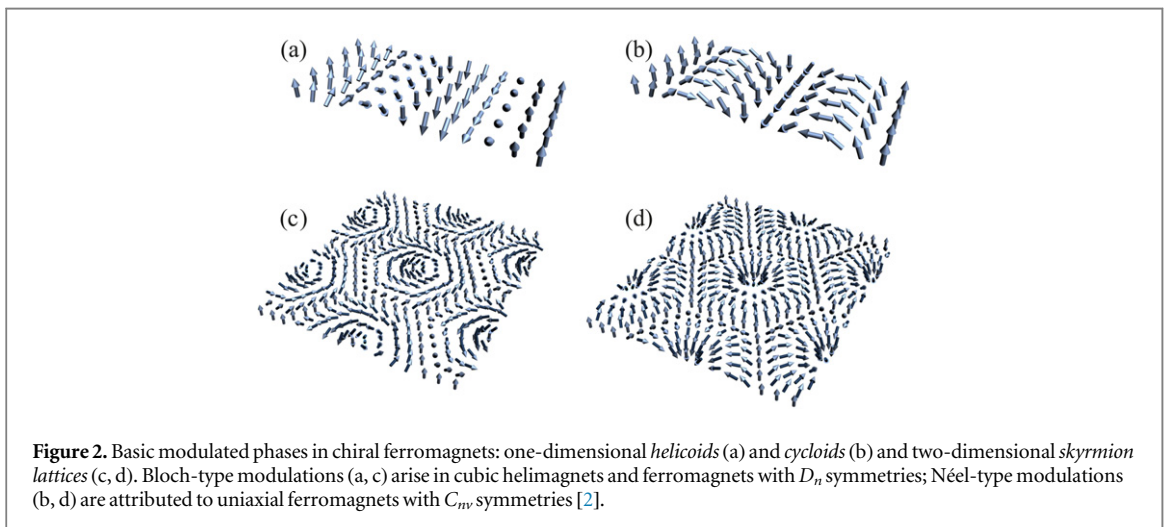 (a)
(b)
(c)
(d)
Figure 2. Basic modulated phases in chiral ferromagnets: one-dimensional helicoids (a) and cycloids (b) and two-dimensional skyrmion
lattices (c, d). Bloch-type modulations (a, c) arise in cubic helimagnets and ferromagnets with Dn symmetries; Néel-type modulations
(b, d) are attributed to uniaxial ferromagnets with Cnv symmetries [2].